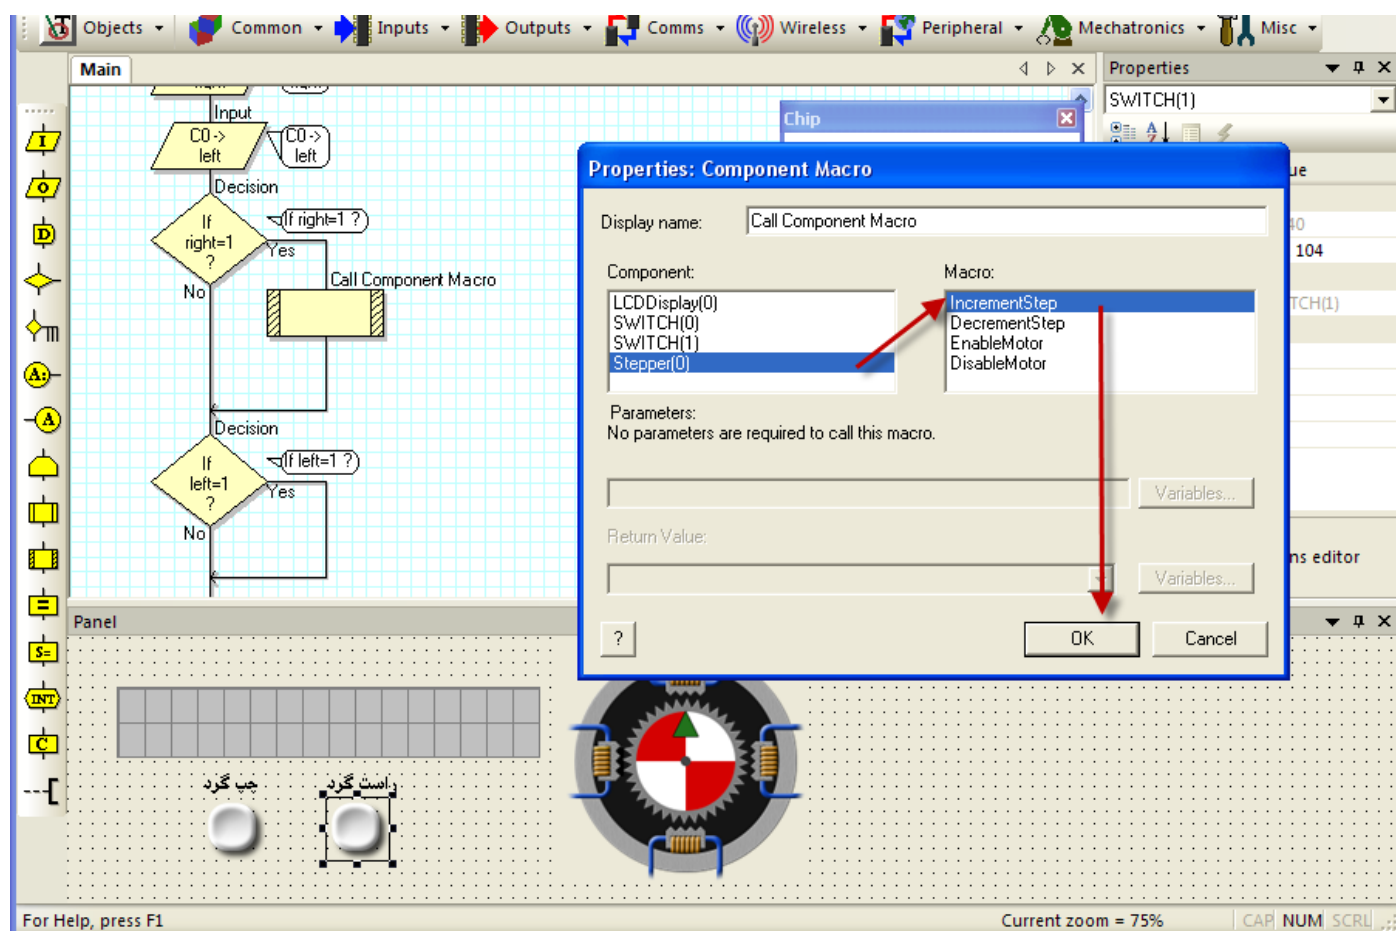 Objects
Common
Inputs
Outputs
Comms
Wireless
Peripheral
Mechatronics
Misc
Main
Properties
SWITCH(1)
Input
C0 ->
left
C0 ->
left
Decision
If
right=1
?
If right=1 ?
Yes
No
Call Component Macro
Decision
If
left=1
?
If left=1 ?
Yes
No
Chip
Properties: Component Macro
Display name:
Call Component Macro
Component:
LCDDisplay(0)
SWITCH(0)
SWITCH(1)
Stepper(0)
Macro:
IncrementStep
DecrementStep
EnableMotor
DisableMotor
Parameters:
No parameters are required to call this macro.
Variables...
Return Value:
Variables...
?
OK
Cancel
ue
40
104
TCH(1)
ns editor
I
O
D
A:
A
=
S=
INT
C
Panel
چپ گرد
راست گرد
For Help, press F1
Current zoom = 75%
CAP NUM SCRL